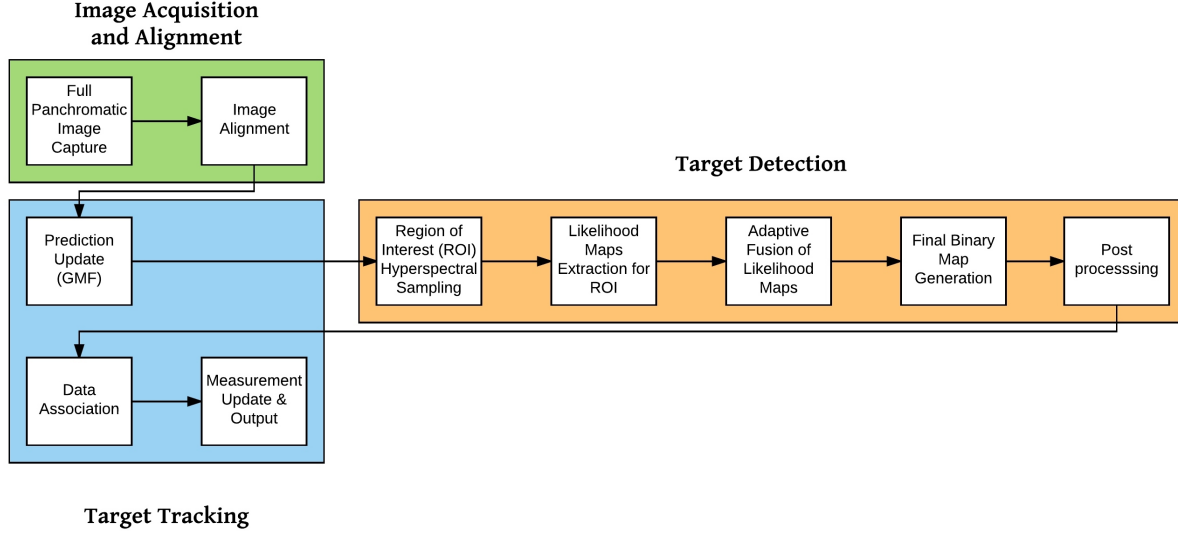 Image Acquisition
and Alignment
Full
Panchromatic
Image
Capture
Image
Alignment
Target Detection
Prediction
Update
(GMF)
Region of
Interest (ROI)
Hyperspectral
Sampling
Likelihood
Maps
Extraction for
ROI
Adaptive
Fusion of
Likelihood
Maps
Final Binary
Map
Generation
Post
processsing
Data
Association
Measurement
Update &
Output
Target Tracking